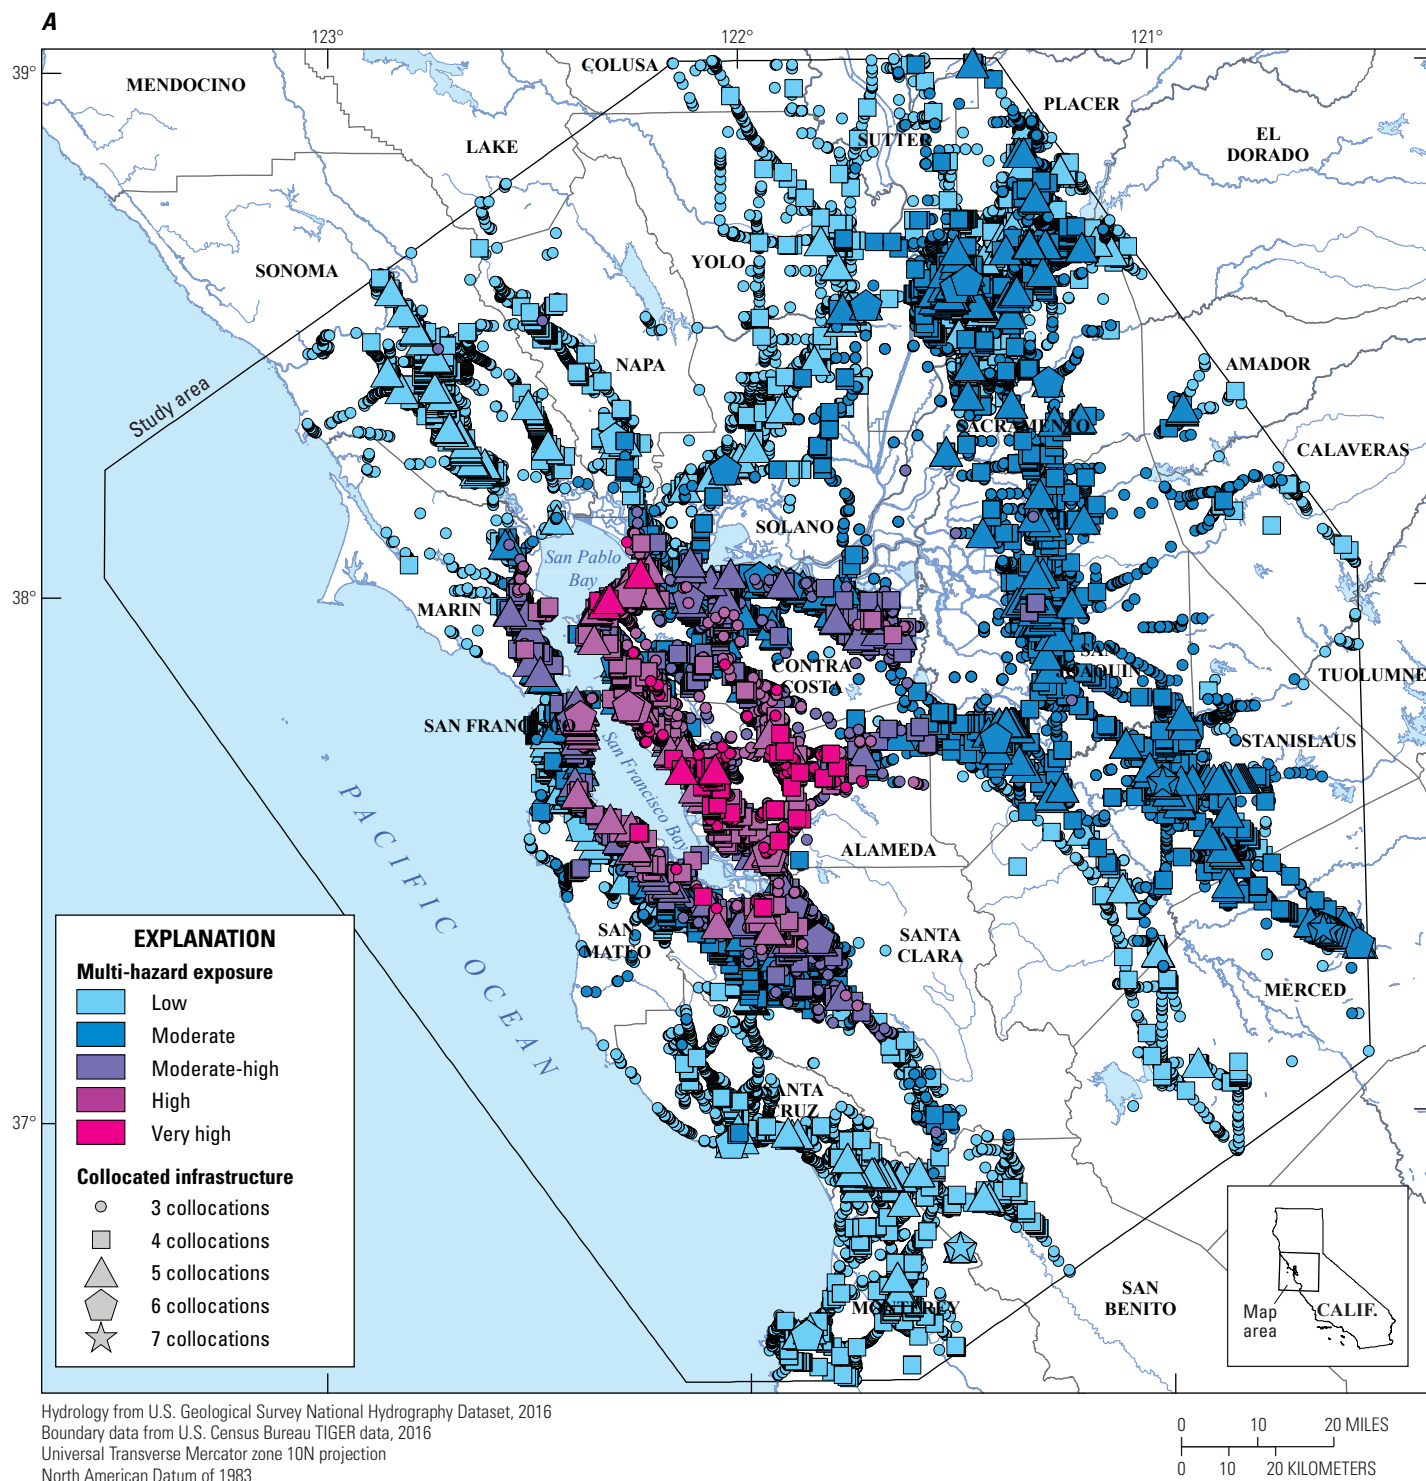 A
123°
122°
121°
39°
38°
37°
COLUSA
MENDOCINO
PLACER
LAKE
SUTTER
EL
DORADO
SONOMA
YOLO
NAPA
AMADOR
Study area
SACRAMENTO
CALAVERAS
SOLANO
San Pablo
Bay
MARIN
CONTRA
COSTA
SAN
JOAQUIN
TUOLUMNE
SAN FRANCISCO
STANISLAUS
San Francisco Bay
PACIFIC OCEAN
ALAMEDA
SAN
MATEO
SANTA
CLARA
MERCED
SANTA
CRUZ
MONTEREY
SAN
BENITO
EXPLANATION
Multi-hazard exposure
Low
Moderate
Moderate-high
High
Very high
Collocated infrastructure
3 collocations
4 collocations
5 collocations
6 collocations
7 collocations
Map
area
CALIF.
Hydrology from U.S. Geological Survey National Hydrography Dataset, 2016
Boundary data from U.S. Census Bureau TIGER data, 2016
Universal Transverse Mercator zone 10N projection
North American Datum of 1983
0 10 20 MILES
0 10 20 KILOMETERS